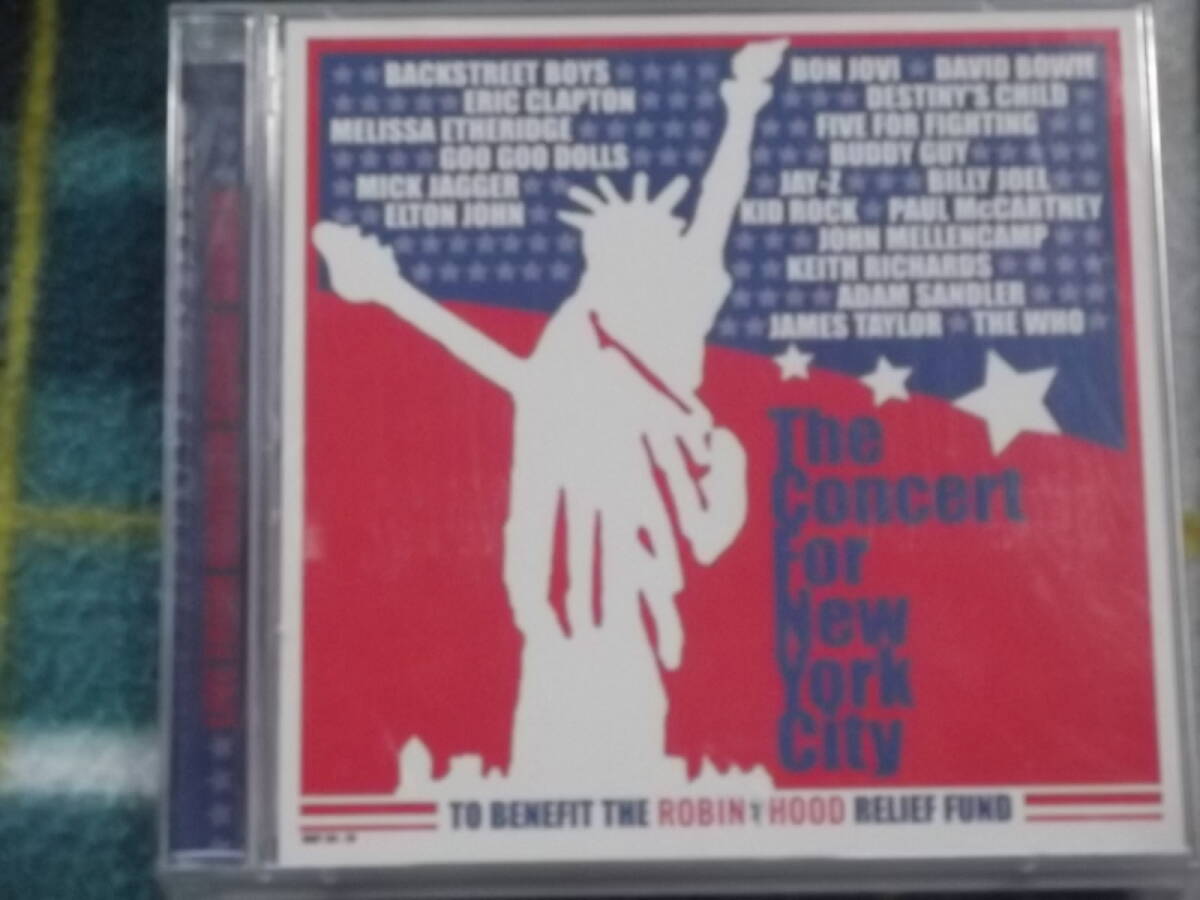 BACKSTREET BOYS
ERIC CLAPTON
MELISSA ETHERIDGE
GOO GOO DOLLS
MICK JAGGER
ELTON JOHN
BON JOVI DAVID BOWIE
DESTINY'S CHILD
FIVE FOR FIGHTING
BUDDY GUY
JAY-Z BILLY JOEL
KID ROCK PAUL McCARTNEY
JOHN MELLENCAMP
KEITH RICHARDS
ADAM SANDLER
JAMES TAYLOR THE WHO
The
Concert
For
New
York
City
TO BENEFIT THE ROBIN HOOD RELIEF FUND